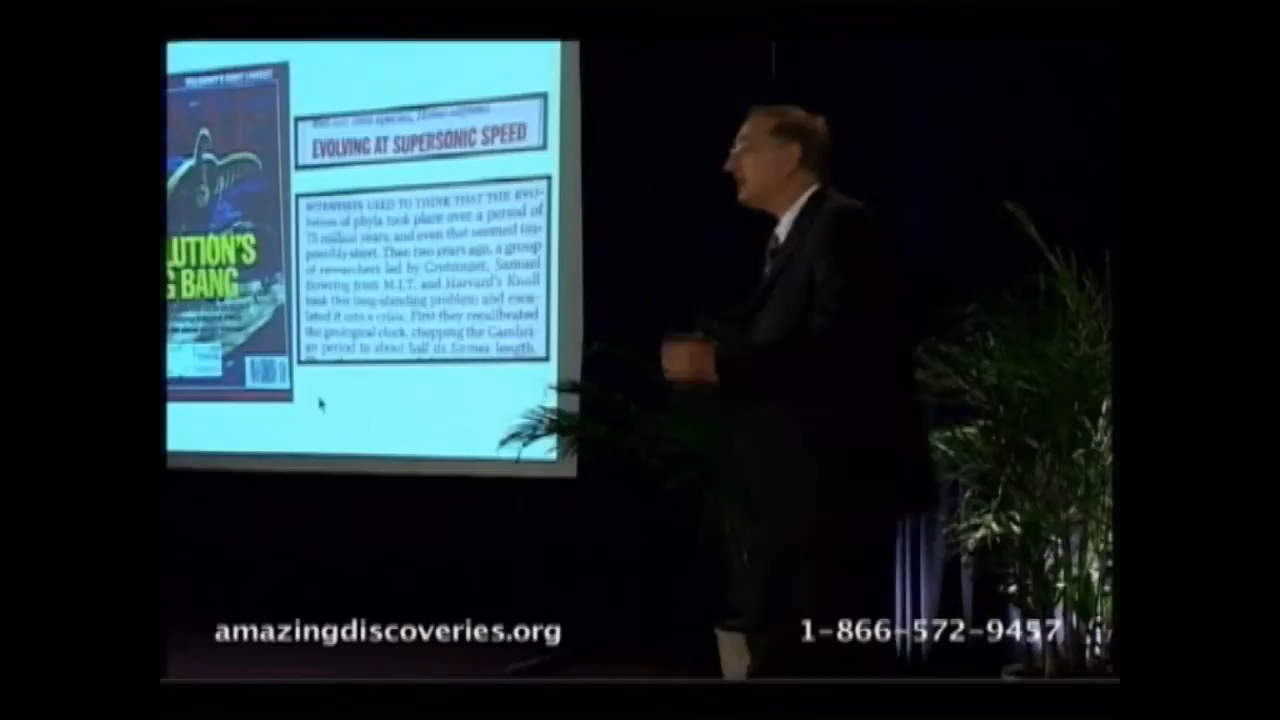 LUTION'S
G BANG
EVOLVING AT SUPERSONIC SPEED
SCIENTISTS USED TO THINK THAT THE EVO-
lution of phyla took place over a period of
75 million years, and even that seemed im-
possibly short. Then two years ago, a group
of researchers led by Grotzinger, Samuel
Bowring from M.I.T. and Harvard's Knoll
took this long-standing problem and esca-
lated it into a crisis. First they recalibrated
the geological clock, chopping the Cambri-
an period to about half its former length.
amazingdiscoveries.org
1-866-572-9457